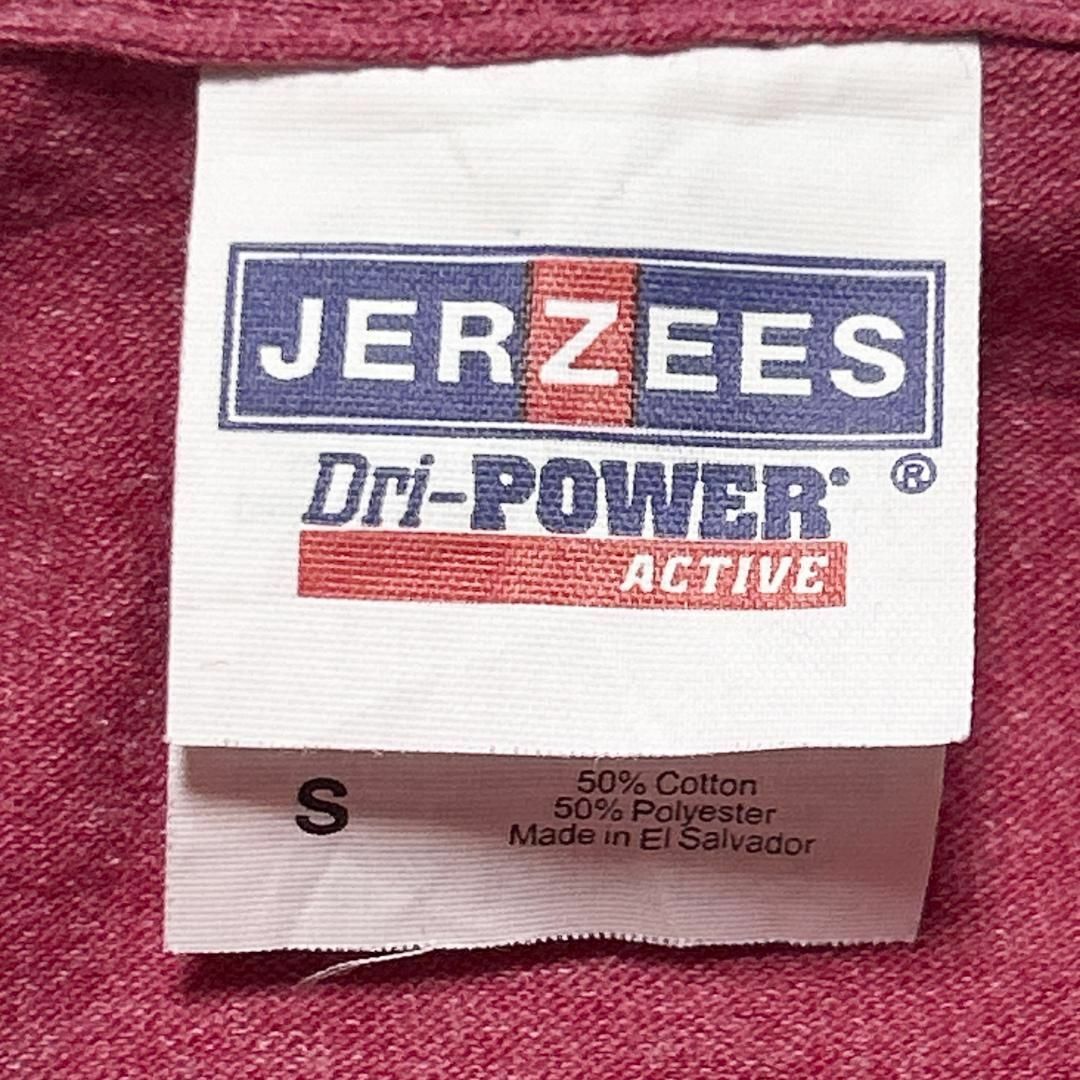 JERZEES
®
Dri-POWER•
ACTIVE
S
50% Cotton
50% Polyester
Made in El Salvador